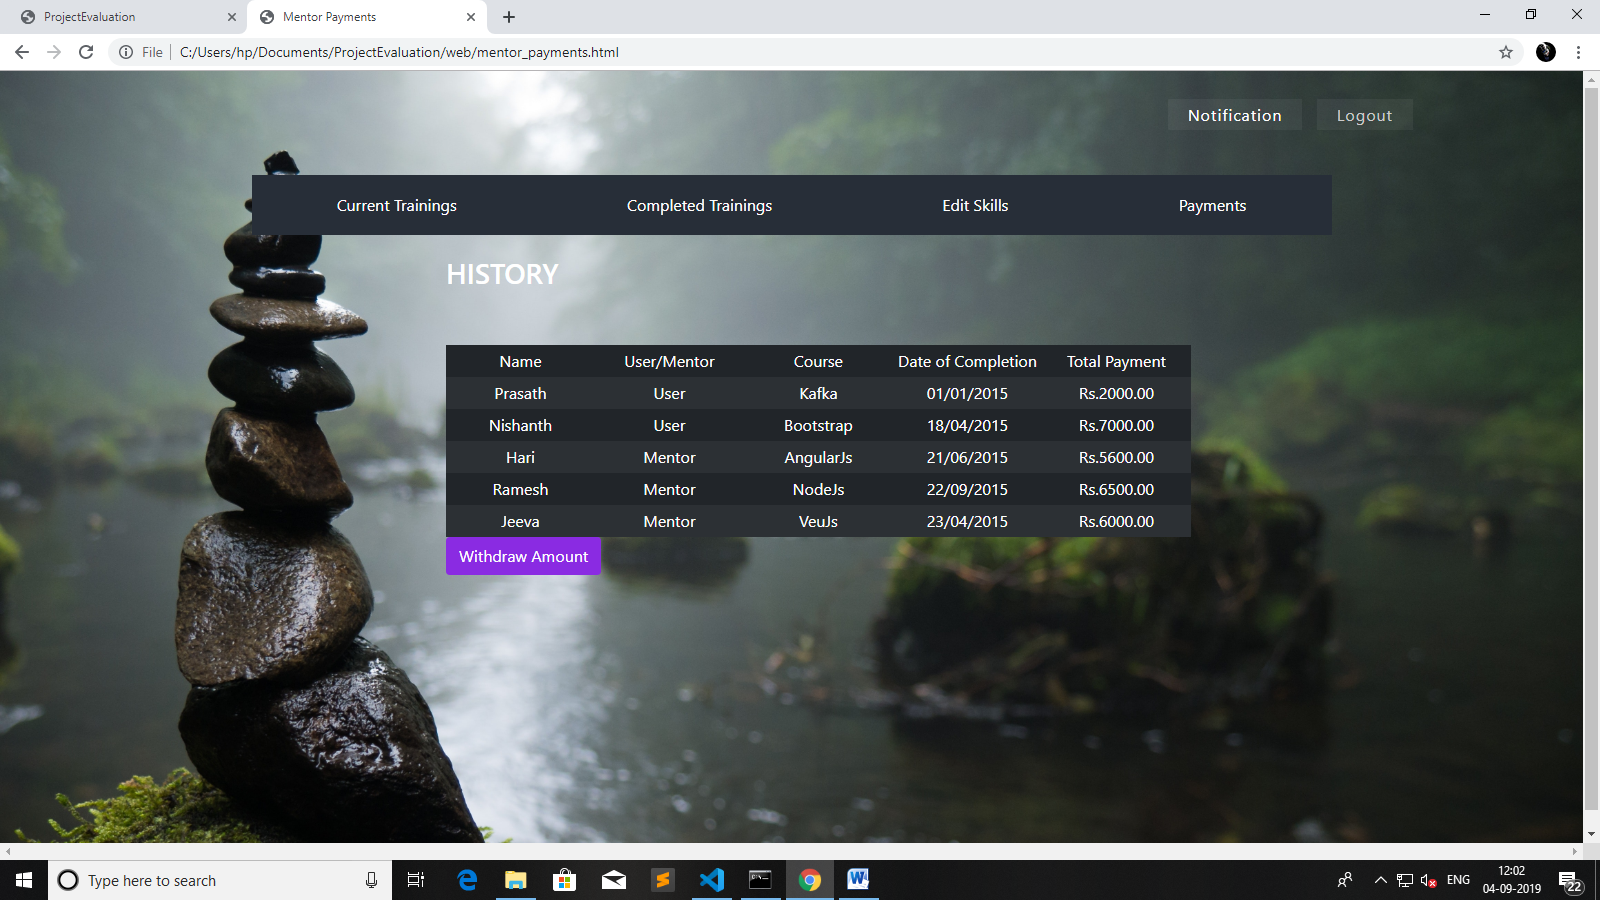 ProjectEvaluation
Mentor Payments
File C:/Users/hp/Documents/ProjectEvaluation/web/mentor_payments.html
Notification Logout
Current Trainings Completed Trainings Edit Skills Payments
HISTORY
Name User/Mentor Course Date of Completion Total Payment
Prasath User Kafka 01/01/2015 Rs.2000.00
Nishanth User Bootstrap 18/04/2015 Rs.7000.00
Hari Mentor AngularJs 21/06/2015 Rs.5600.00
Ramesh Mentor NodeJs 22/09/2015 Rs.6500.00
Jeeva Mentor VeuJs 23/04/2015 Rs.6000.00
Withdraw Amount
Type here to search
ENG
12:02
04-09-2019
22